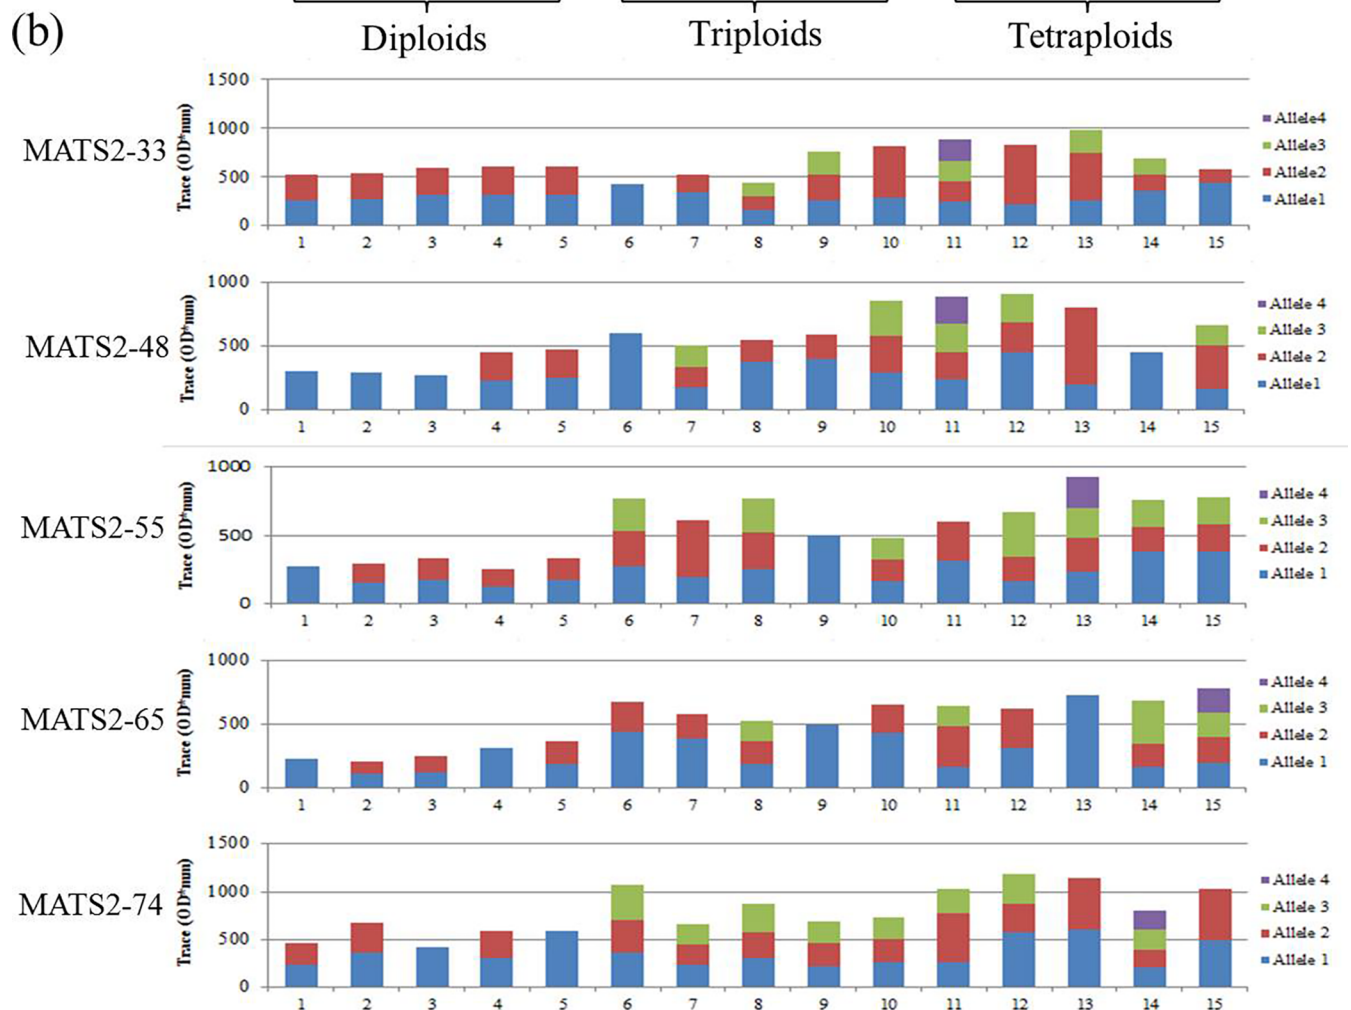 (b)
Diploids Triploids Tetraploids
MATS2-33
Trace (OD*mm)
1500
1000
500
0
1 2 3 4 5 6 7 8 9 10 11 12 13 14 15
Allele4
Allele3
Allele2
Allele1
MATS2-48
Trace (OD*mm)
1000
500
0
1 2 3 4 5 6 7 8 9 10 11 12 13 14 15
Allele 4
Allele 3
Allele 2
Allele1
MATS2-55
Trace (OD*mm)
1000
500
0
1 2 3 4 5 6 7 8 9 10 11 12 13 14 15
Allele 4
Allele 3
Allele 2
Allele 1
MATS2-65
Trace (OD*mm)
1000
500
0
1 2 3 4 5 6 7 8 9 10 11 12 13 14 15
Allele 4
Allele 3
Allele 2
Allele 1
MATS2-74
Trace (OD*mm)
1500
1000
500
0
1 2 3 4 5 6 7 8 9 10 11 12 13 14 15
Allele 4
Allele 3
Allele 2
Allele 1